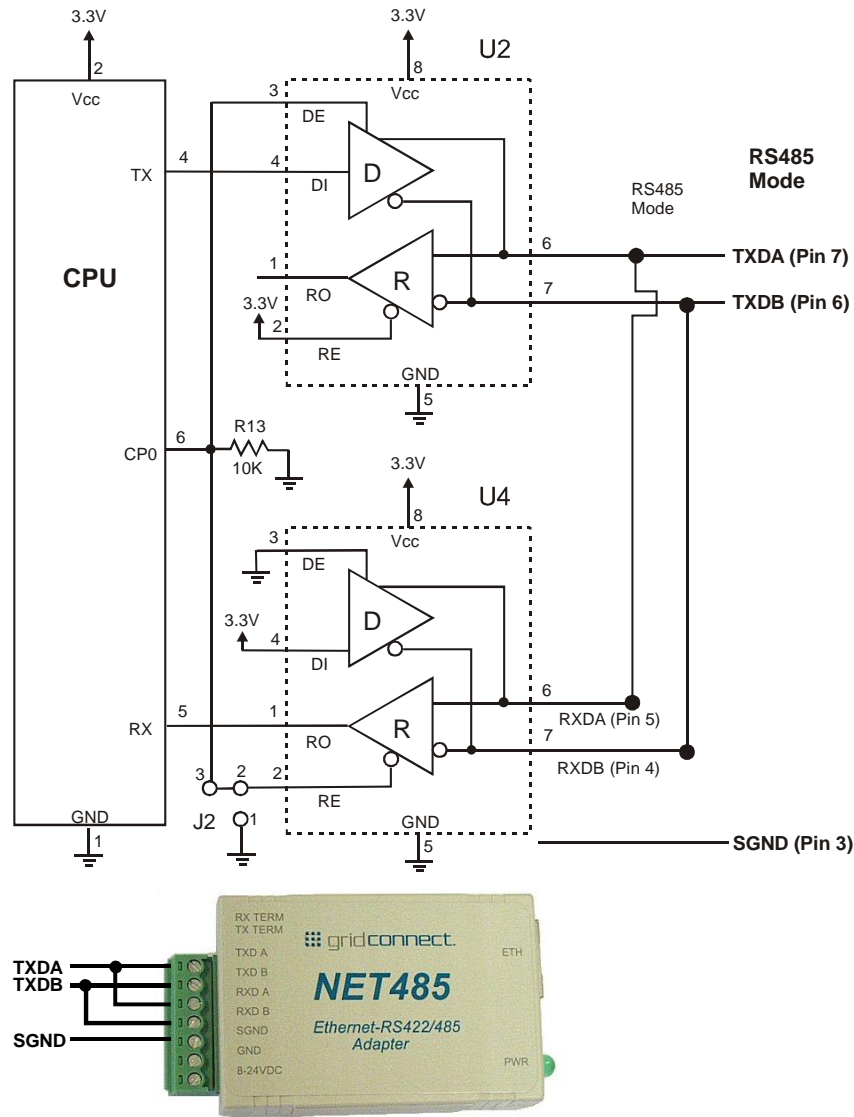 3.3V
3.3V
U2
2
8
Vcc
Vcc
3
DE
4
4
TX
DI
D
RS485
Mode
RS485
Mode
6
TXDA (Pin 7)
1
RO
R
CPU
7
TXDB (Pin 6)
3.3V
2
RE
GND
5
R13
6
CP0
10K
3.3V
U4
8
Vcc
3
DE
3.3V
D
4
DI
6
RXDA (Pin 5)
5
1
RX
RO
R
7
RXDB (Pin 4)
3
2
2
RE
J2
1
GND
GND
1
5
SGND (Pin 3)
RX TERM
TX TERM
gridconnect.
TXD A
ETH
TXDA
TXD B
TXDB
NET485
RXD A
RXD B
Ethernet-RS422/485
Adapter
SGND
SGND
GND
PWR
8-24VDC